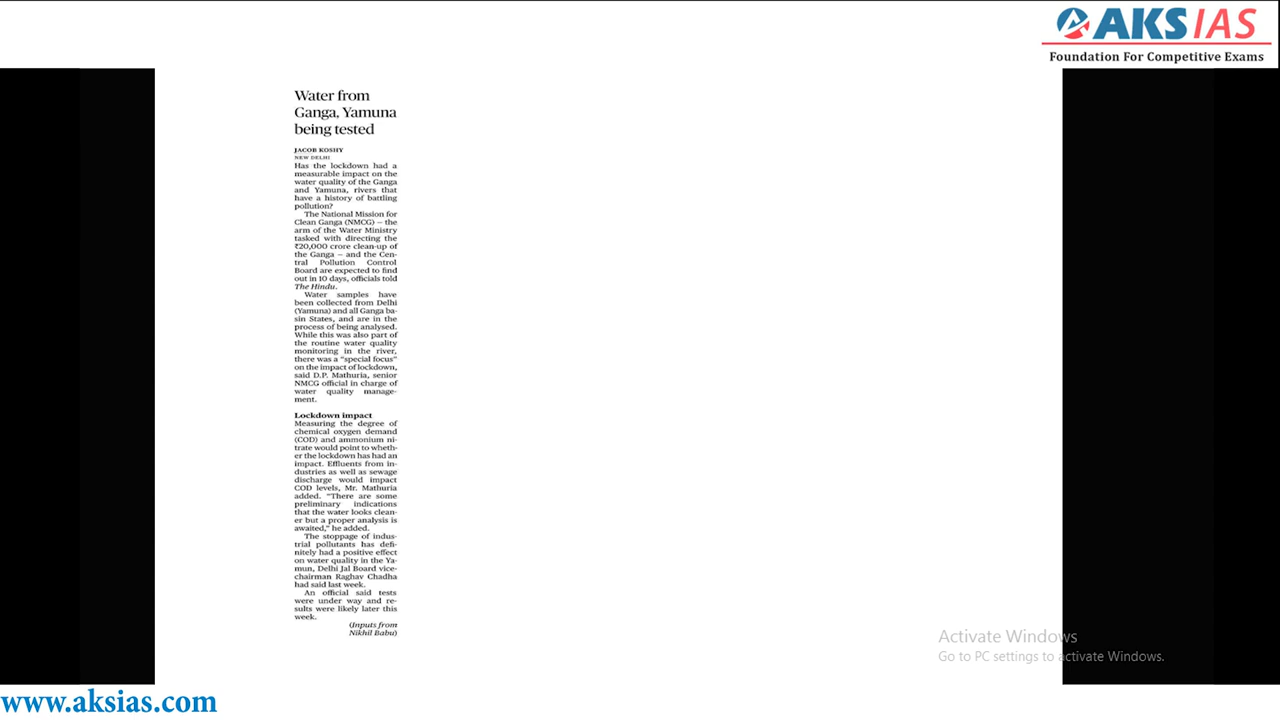 AKS IAS
Foundation For Competitive Exams
Water from
Ganga, Yamuna
being tested
JACOB KOSHY
NEW DELHI
Has the lockdown had a
measurable impact on the
water quality of the Ganga
and Yamuna, rivers that
have a history of battling
pollution?
The National Mission for
Clean Ganga (NMCG) – the
arm of the Water Ministry
tasked with directing the
₹20,000 crore clean-up of
the Ganga – and the Cen-
tral Pollution Control
Board are expected to find
out in 10 days, officials told
The Hindu.
Water samples have
been collected from Delhi
(Yamuna) and all Ganga ba-
sin States, and are in the
process of being analysed.
While this was also part of
the routine water quality
monitoring in the river,
there was a “special focus”
on the impact of lockdown,
said D.P. Mathuria, senior
NMCG official in charge of
water quality manage-
ment.
Lockdown impact
Measuring the degree of
chemical oxygen demand
(COD) and ammonium ni-
trate would point to wheth-
er the lockdown has had an
impact. Effluents from in-
dustries as well as sewage
discharge would impact
COD levels, Mr. Mathuria
added. “There are some
preliminary indications
that the water looks clean-
er but a proper analysis is
awaited,” he added.
The stoppage of indus-
trial pollutants has defi-
nitely had a positive effect
on water quality in the Ya-
mun, Delhi Jal Board vice-
chairman Raghav Chadha
had said last week.
An official said tests
were under way and re-
sults were likely later this
week.
(Inputs from
Nikhil Babu)
Activate Windows
Go to PC settings to activate Windows.
www.aksias.com